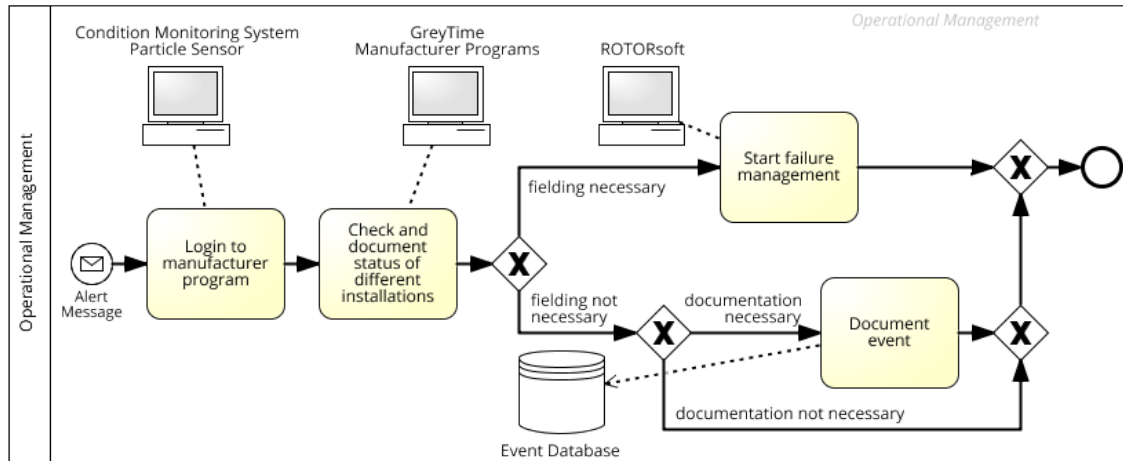 Operational Management
Operational Management
Condition Monitoring System
Particle Sensor
GreyTime
Manufacturer Programs
ROTORsoft
Start failure
management
fielding necessary
Alert
Message
Login to
manufacturer
program
Check and
document
status of
different
installations
fielding not
necessary
documentation
necessary
Document
event
documentation not necessary
Event Database